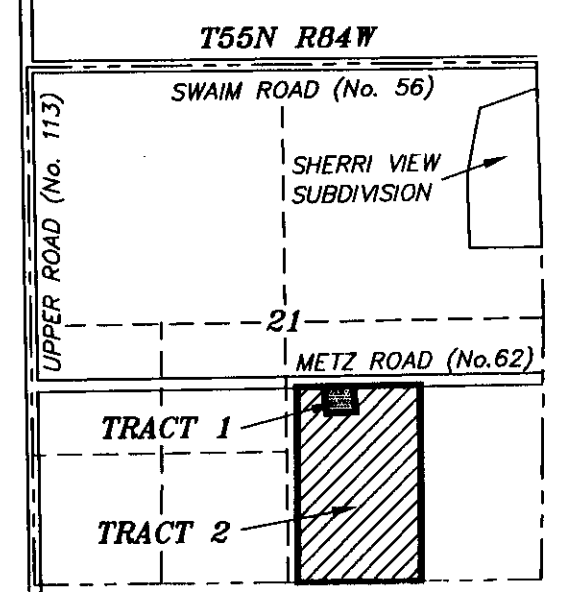 T55N R84W
SWAIM ROAD (No. 56)
UPPER ROAD (No. 113)
SHERRI VIEW
SUBDIVISION
21
METZ ROAD (No.62)
TRACT 1
TRACT 2